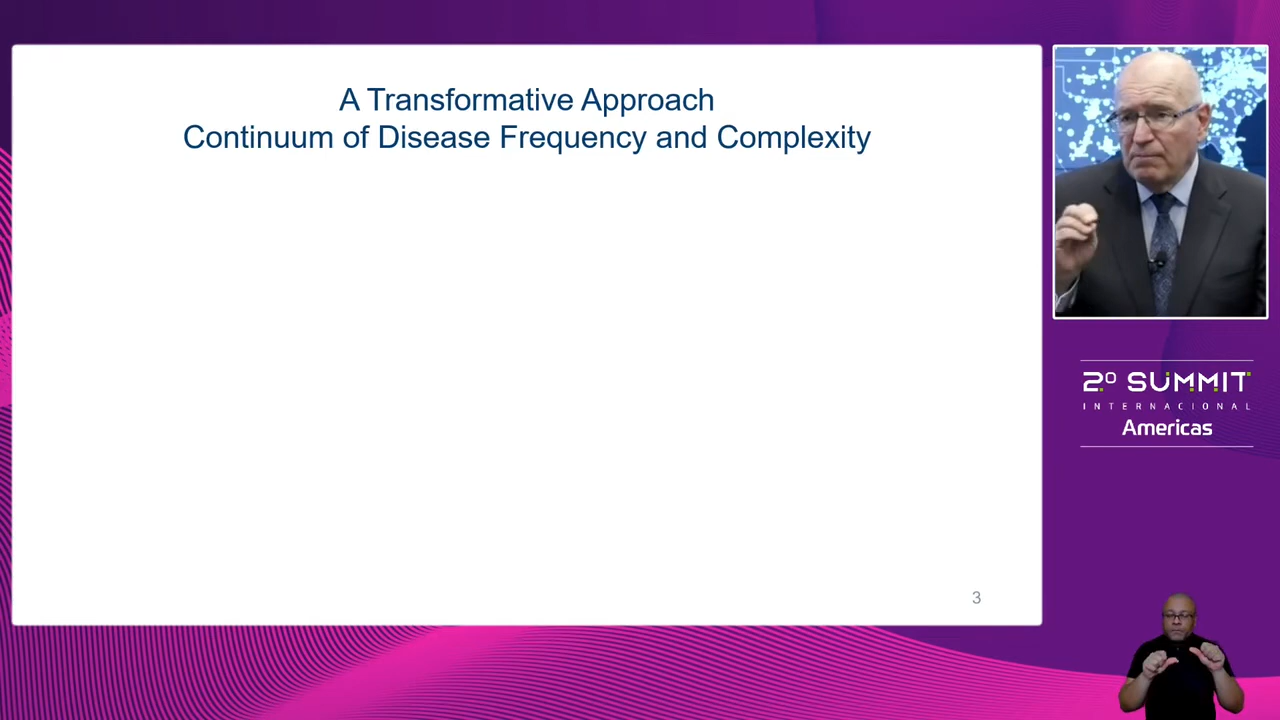 A Transformative Approach
Continuum of Disease Frequency and Complexity
3
2º SUMMIT
INTERNACIONAL
Americas